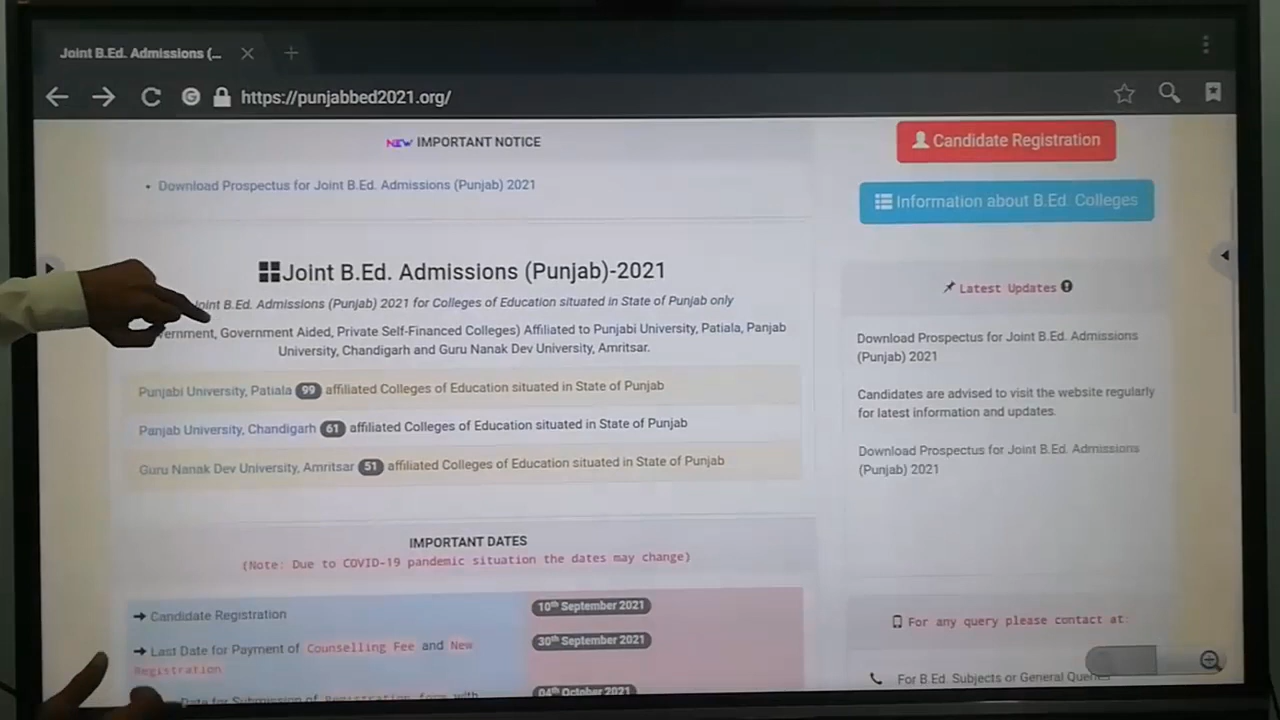 Joint B.Ed. Admissions (...
https://punjabbed2021.org/
NEW IMPORTANT NOTICE
• Download Prospectus for Joint B.Ed. Admissions (Punjab) 2021
Joint B.Ed. Admissions (Punjab)-2021
Joint B.Ed. Admissions (Punjab) 2021 for Colleges of Education situated in State of Punjab only
Government Aided, Private Self-Financed Colleges) Affiliated to Punjabi University, Patiala, Panjab
University, Chandigarh and Guru Nanak Dev University, Amritsar.
Punjabi University, Patiala 99 affiliated Colleges of Education situated in State of Punjab
Panjab University, Chandigarh 61 affiliated Colleges of Education situated in State of Punjab
Guru Nanak Dev University, Amritsar 51 affiliated Colleges of Education situated in State of Punjab
IMPORTANT DATES
(Note: Due to COVID-19 pandemic situation the dates may change)
➔ Candidate Registration
10th September 2021
➔ Last Date for Payment of Counselling Fee and New
Registration
30th September 2021
Date for Submission of Registration form with
04th October 2021
Candidate Registration
Information about B.Ed. Colleges
Latest Updates
Download Prospectus for Joint B.Ed. Admissions
(Punjab) 2021
Candidates are advised to visit the website regularly
for latest information and updates.
Download Prospectus for Joint B.Ed. Admissions
(Punjab) 2021
For any query please contact at:
For B.Ed. Subjects or General Queries